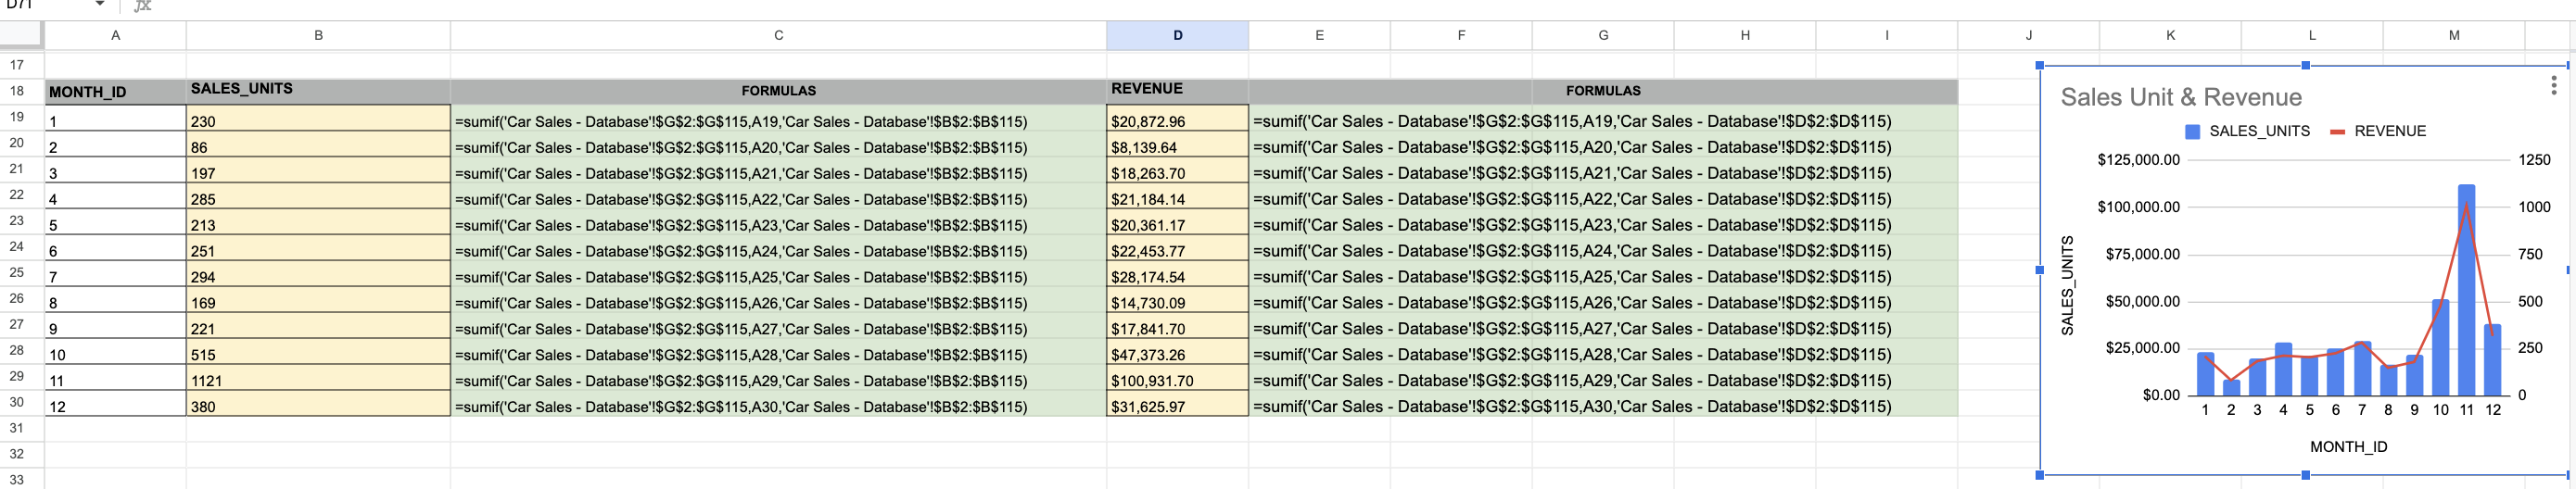 D71 fx
A B C D E F G H I J K L M
17
18 MONTH_ID SALES_UNITS FORMULAS REVENUE FORMULAS
19 1 230 =sumif('Car Sales - Database'!$G$2:$G$115,A19,'Car Sales - Database'!$B$2:$B$115) $20,872.96 =sumif('Car Sales - Database'!$G$2:$G$115,A19,'Car Sales - Database'!$D$2:$D$115)
20 2 86 =sumif('Car Sales - Database'!$G$2:$G$115,A20,'Car Sales - Database'!$B$2:$B$115) $8,139.64 =sumif('Car Sales - Database'!$G$2:$G$115,A20,'Car Sales - Database'!$D$2:$D$115)
21 3 197 =sumif('Car Sales - Database'!$G$2:$G$115,A21,'Car Sales - Database'!$B$2:$B$115) $18,263.70 =sumif('Car Sales - Database'!$G$2:$G$115,A21,'Car Sales - Database'!$D$2:$D$115)
22 4 285 =sumif('Car Sales - Database'!$G$2:$G$115,A22,'Car Sales - Database'!$B$2:$B$115) $21,184.14 =sumif('Car Sales - Database'!$G$2:$G$115,A22,'Car Sales - Database'!$D$2:$D$115)
23 5 213 =sumif('Car Sales - Database'!$G$2:$G$115,A23,'Car Sales - Database'!$B$2:$B$115) $20,361.17 =sumif('Car Sales - Database'!$G$2:$G$115,A23,'Car Sales - Database'!$D$2:$D$115)
24 6 251 =sumif('Car Sales - Database'!$G$2:$G$115,A24,'Car Sales - Database'!$B$2:$B$115) $22,453.77 =sumif('Car Sales - Database'!$G$2:$G$115,A24,'Car Sales - Database'!$D$2:$D$115)
25 7 294 =sumif('Car Sales - Database'!$G$2:$G$115,A25,'Car Sales - Database'!$B$2:$B$115) $28,174.54 =sumif('Car Sales - Database'!$G$2:$G$115,A25,'Car Sales - Database'!$D$2:$D$115)
26 8 169 =sumif('Car Sales - Database'!$G$2:$G$115,A26,'Car Sales - Database'!$B$2:$B$115) $14,730.09 =sumif('Car Sales - Database'!$G$2:$G$115,A26,'Car Sales - Database'!$D$2:$D$115)
27 9 221 =sumif('Car Sales - Database'!$G$2:$G$115,A27,'Car Sales - Database'!$B$2:$B$115) $17,841.70 =sumif('Car Sales - Database'!$G$2:$G$115,A27,'Car Sales - Database'!$D$2:$D$115)
28 10 515 =sumif('Car Sales - Database'!$G$2:$G$115,A28,'Car Sales - Database'!$B$2:$B$115) $47,373.26 =sumif('Car Sales - Database'!$G$2:$G$115,A28,'Car Sales - Database'!$D$2:$D$115)
29 11 1121 =sumif('Car Sales - Database'!$G$2:$G$115,A29,'Car Sales - Database'!$B$2:$B$115) $100,931.70 =sumif('Car Sales - Database'!$G$2:$G$115,A29,'Car Sales - Database'!$D$2:$D$115)
30 12 380 =sumif('Car Sales - Database'!$G$2:$G$115,A30,'Car Sales - Database'!$B$2:$B$115) $31,625.97 =sumif('Car Sales - Database'!$G$2:$G$115,A30,'Car Sales - Database'!$D$2:$D$115)
31
32
33
Sales Unit & Revenue
SALES_UNITS REVENUE
$125,000.00 1250
$100,000.00 1000
$75,000.00 750
$50,000.00 500
$25,000.00 250
$0.00 0
SALES_UNITS
1 2 3 4 5 6 7 8 9 10 11 12
MONTH_ID